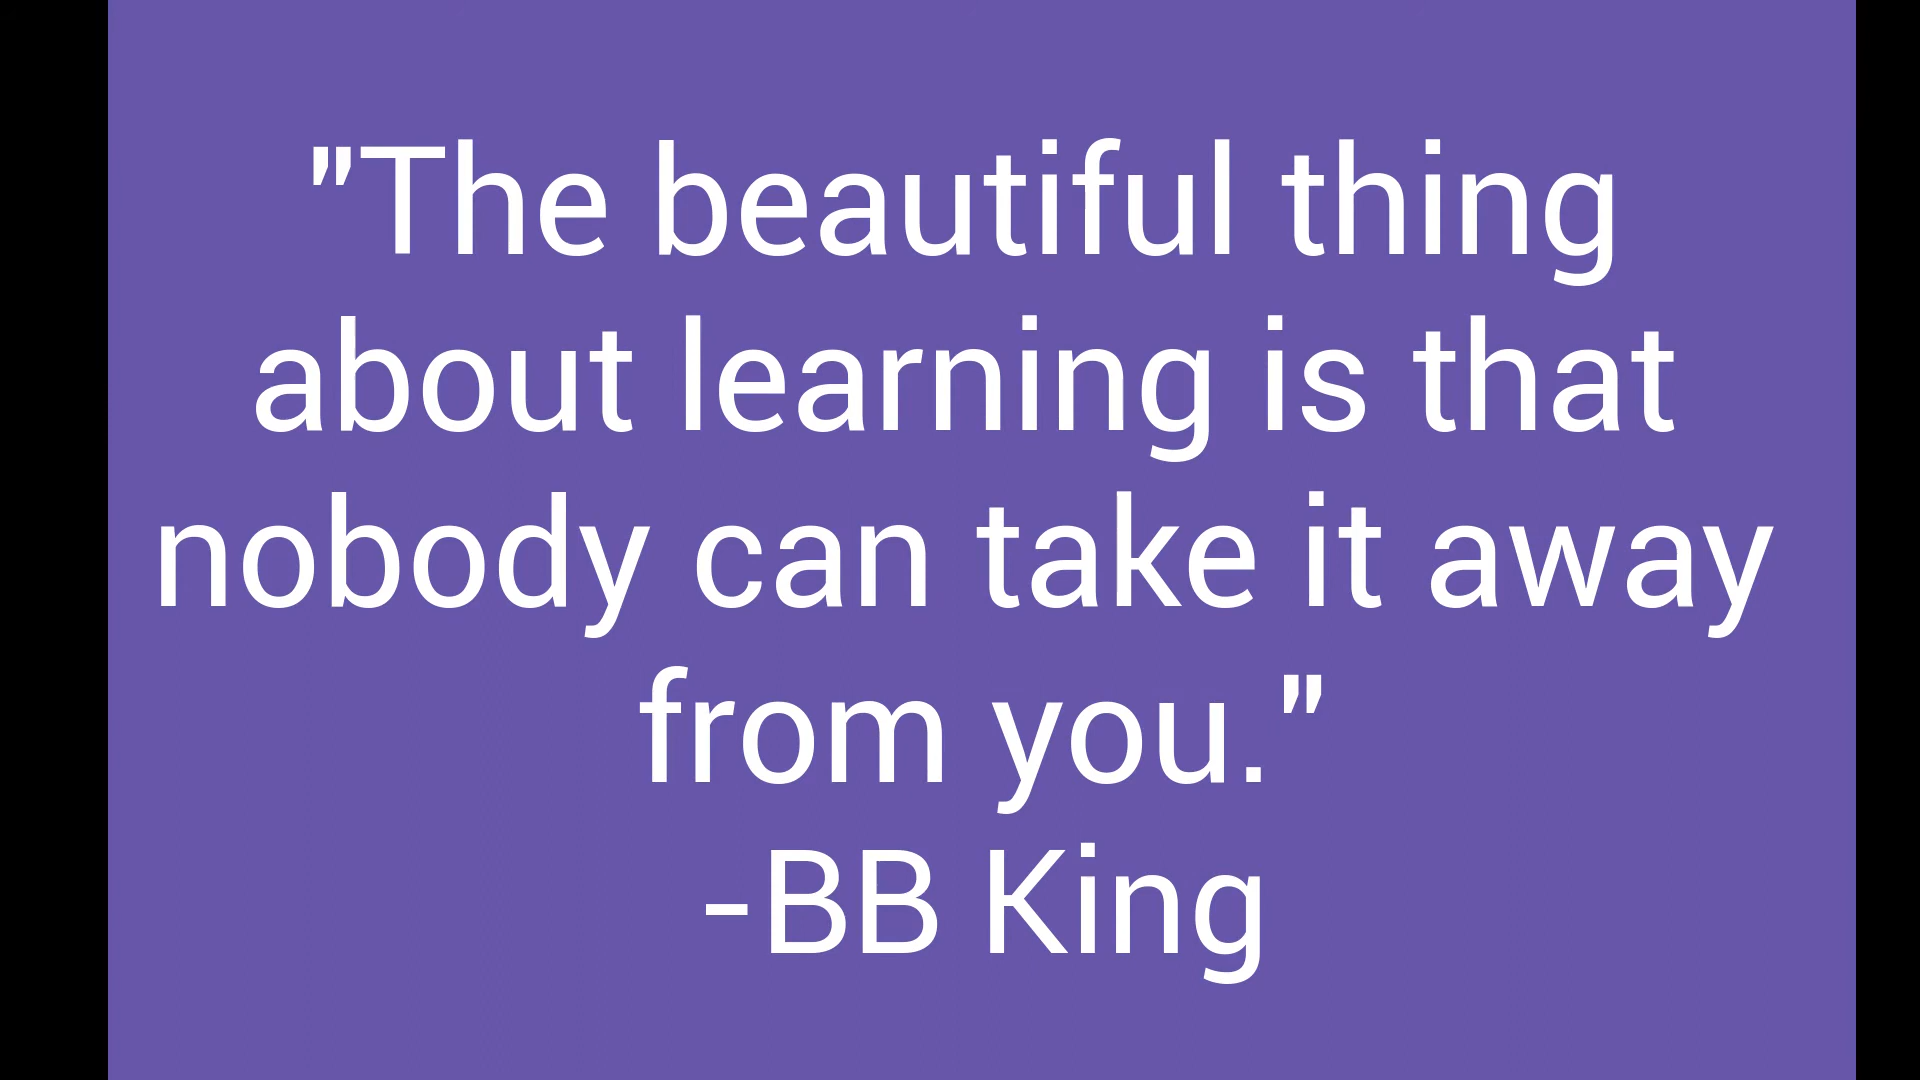 "The beautiful thing
about learning is that
nobody can take it away
from you."
-BB King